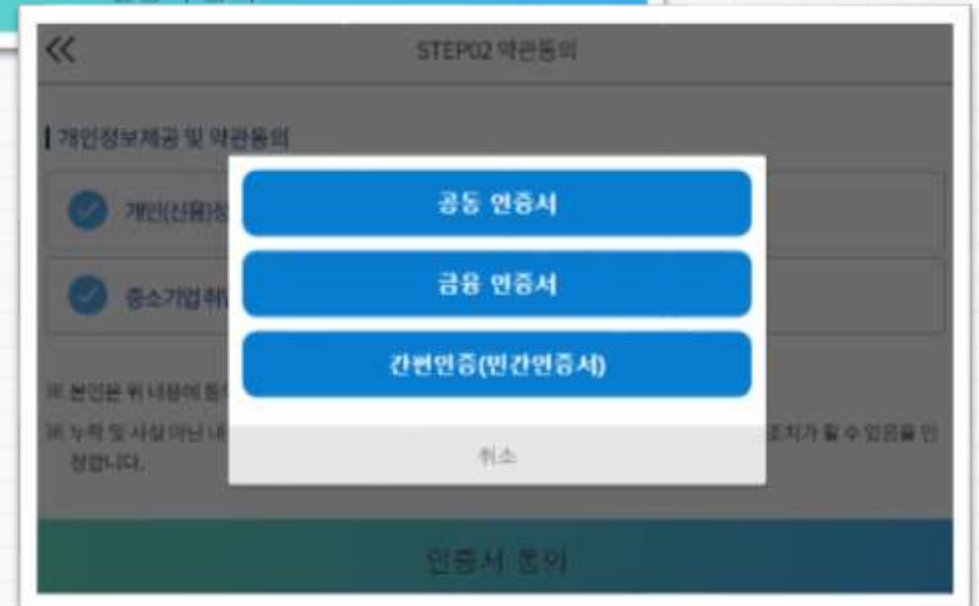 STEP02 약관동의
개인정보제공 및 약관동의
개인(신용)정
중소기업취
공동 인증서
금융 인증서
간편인증(민간인증서)
※ 본인은 위 내용에 동
※ 누락 및 사실 아닌 내 조치가 될 수 있음을 인
정합니다.
취소
인증서 동의